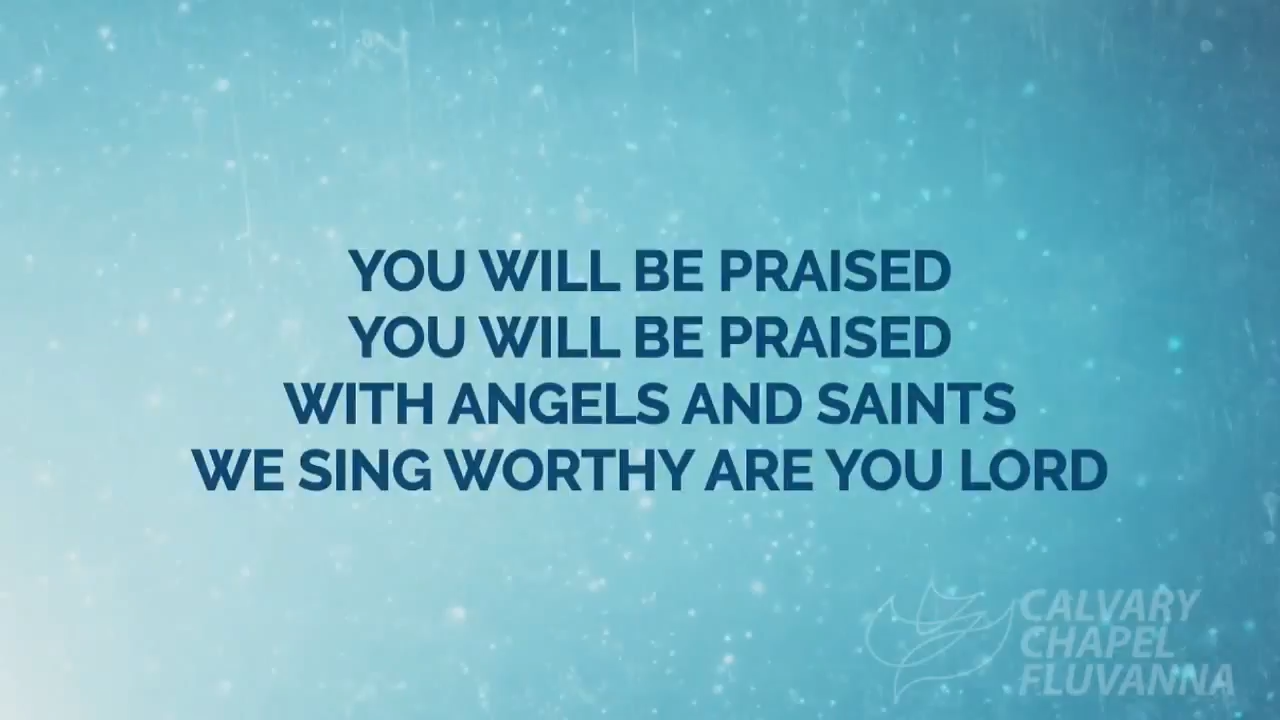 YOU WILL BE PRAISED
YOU WILL BE PRAISED
WITH ANGELS AND SAINTS
WE SING WORTHY ARE YOU LORD
CALVARY
CHAPEL
FLUVANNA